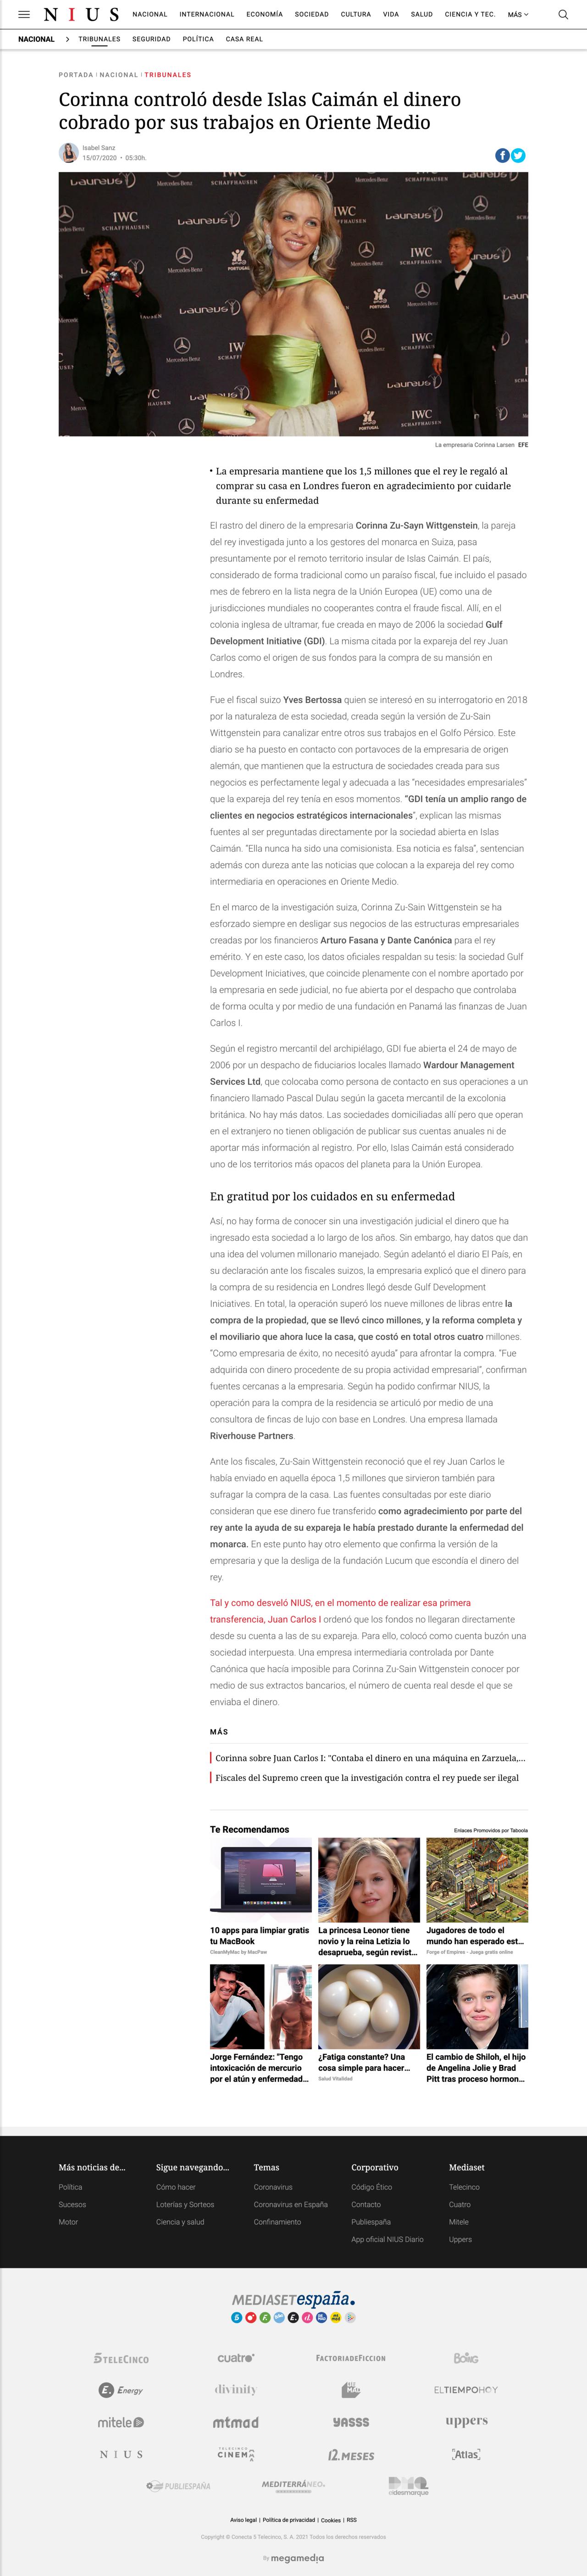 NIUS
NACIONAL INTERNACIONAL ECONOMÍA SOCIEDAD CULTURA VIDA SALUD CIENCIA Y TEC. MÁS
NACIONAL TRIBUNALES SEGURIDAD POLÍTICA CASA REAL
PORTADA NACIONAL TRIBUNALES
Corinna controló desde Islas Caimán el dinero
cobrado por sus trabajos en Oriente Medio
Isabel Sanz
15/07/2020 • 05:30h.
La empresaria Corinna Larsen EFE
• La empresaria mantiene que los 1,5 millones que el rey le regaló al
comprar su casa en Londres fueron en agradecimiento por cuidarle
durante su enfermedad
El rastro del dinero de la empresaria Corinna Zu-Sayn Wittgenstein, la pareja
del rey investigada junto a los gestores del monarca en Suiza, pasa
presuntamente por el remoto territorio insular de Islas Caimán. El país,
considerado de forma tradicional como un paraíso fiscal, fue incluido el pasado
mes de febrero en la lista negra de la Unión Europea (UE) como una de
jurisdicciones mundiales no cooperantes contra el fraude fiscal. Allí, en el
colonia inglesa de ultramar, fue creada en mayo de 2006 la sociedad Gulf
Development Initiative (GDI). La misma citada por la expareja del rey Juan
Carlos como el origen de sus fondos para la compra de su mansión en
Londres.
Fue el fiscal suizo Yves Bertossa quien se interesó en su interrogatorio en 2018
por la naturaleza de esta sociedad, creada según la versión de Zu-Sain
Wittgenstein para canalizar entre otros sus trabajos en el Golfo Pérsico. Este
diario se ha puesto en contacto con portavoces de la empresaria de origen
alemán, que mantienen que la estructura de sociedades creada para sus
negocios es perfectamente legal y adecuada a las “necesidades empresariales”
que la expareja del rey tenía en esos momentos. “GDI tenía un amplio rango de
clientes en negocios estratégicos internacionales”, explican las mismas
fuentes al ser preguntadas directamente por la sociedad abierta en Islas
Caimán. “Ella nunca ha sido una comisionista. Esa noticia es falsa”, sentencian
además con dureza ante las noticias que colocan a la expareja del rey como
intermediaria en operaciones en Oriente Medio.
En el marco de la investigación suiza, Corinna Zu-Sain Wittgenstein se ha
esforzado siempre en desligar sus negocios de las estructuras empresariales
creadas por los financieros Arturo Fasana y Dante Canónica para el rey
emérito. Y en este caso, los datos oficiales respaldan su tesis: la sociedad Gulf
Development Iniciatives, que coincide plenamente con el nombre aportado por
la empresaria en sede judicial, no fue abierta por el despacho que controlaba
de forma oculta y por medio de una fundación en Panamá las finanzas de Juan
Carlos I.
Según el registro mercantil del archipiélago, GDI fue abierta el 24 de mayo de
2006 por un despacho de fiduciarios locales llamado Wardour Management
Services Ltd, que colocaba como persona de contacto en sus operaciones a un
financiero llamado Pascal Dulau según la gaceta mercantil de la excolonia
británica. No hay más datos. Las sociedades domiciliadas allí pero que operan
en el extranjero no tienen obligación de publicar sus cuentas anuales ni de
aportar más información al registro. Por ello, Islas Caimán está considerado
uno de los territorios más opacos del planeta para la Unión Europea.
En gratitud por los cuidados en su enfermedad
Así, no hay forma de conocer sin una investigación judicial el dinero que ha
ingresado esta sociedad a lo largo de los años. Sin embargo, hay datos que dan
una idea del volumen millonario manejado. Según adelantó el diario El País, en
su declaración ante los fiscales suizos, la empresaria explicó que el dinero para
la compra de su residencia en Londres llegó desde Gulf Development
Iniciatives. En total, la operación superó los nueve millones de libras entre la
compra de la propiedad, que se llevó cinco millones, y la reforma completa y
el moviliario que ahora luce la casa, que costó en total otros cuatro millones.
“Como empresaria de éxito, no necesitó ayuda” para afrontar la compra. “Fue
adquirida con dinero procedente de su propia actividad empresarial”, confirman
fuentes cercanas a la empresaria. Según ha podido confirmar NIUS, la
operación para la compra de la residencia se articuló por medio de una
consultora de fincas de lujo con base en Londres. Una empresa llamada
Riverhouse Partners.
Ante los fiscales, Zu-Sain Wittgenstein reconoció que el rey Juan Carlos le
había enviado en aquella época 1,5 millones que sirvieron también para
sufragar la compra de la casa. Las fuentes consultadas por este diario
consideran que ese dinero fue transferido como agradecimiento por parte del
rey ante la ayuda de su expareja le había prestado durante la enfermedad del
monarca. En este punto hay otro elemento que confirma la versión de la
empresaria y que la desliga de la fundación Lucum que escondía el dinero del
rey.
Tal y como desveló NIUS, en el momento de realizar esa primera
transferencia, Juan Carlos I ordenó que los fondos no llegaran directamente
desde su cuenta a las de su expareja. Para ello, colocó como cuenta buzón una
sociedad interpuesta. Una empresa intermediaria controlada por Dante
Canónica que hacía imposible para Corinna Zu-Sain Wittgenstein conocer por
medio de sus extractos bancarios, el número de cuenta real desde el que se
enviaba el dinero.
MÁS
Corinna sobre Juan Carlos I: "Contaba el dinero en una máquina en Zarzuela,...
Fiscales del Supremo creen que la investigación contra el rey puede ser ilegal
Te Recomendamos
Enlaces Promovidos por Taboola
10 apps para limpiar gratis
tu MacBook
CleanMyMac by MacPaw
La princesa Leonor tiene
novio y la reina Letizia lo
desaprueba, según revist...
Jugadores de todo el
mundo han esperado est...
Forge of Empires - Juega gratis online
Jorge Fernández: "Tengo
intoxicación de mercurio
por el atún y enfermedad...
¿Fatiga constante? Una
cosa simple para hacer...
Salud Vitalidad
El cambio de Shiloh, el hijo
de Angelina Jolie y Brad
Pitt tras proceso hormon...
Más noticias de...
Política
Sucesos
Motor
Sigue navegando...
Cómo hacer
Loterías y Sorteos
Ciencia y salud
Temas
Coronavirus
Coronavirus en España
Confinamiento
Corporativo
Código Ético
Contacto
Publiespaña
App oficial NIUS Diario
Mediaset
Telecinco
Cuatro
Mitele
Uppers
MEDIASETespaña.
TELECINCO cuatro FACTORÍADEFICCION BOING
Energy divinity BE MAD ELTIEMPOHOY
mitele mtmad YASSS uppers
NIUS TELECINCO CINEMA 12.MESES Atlas
PUBLIESPAÑA MEDITERRÁNEO. eldesmarque
Aviso legal | Política de privacidad | Cookies | RSS
Copyright © Conecta 5 Telecinco, S. A. 2021 Todos los derechos reservados.
By megamedia